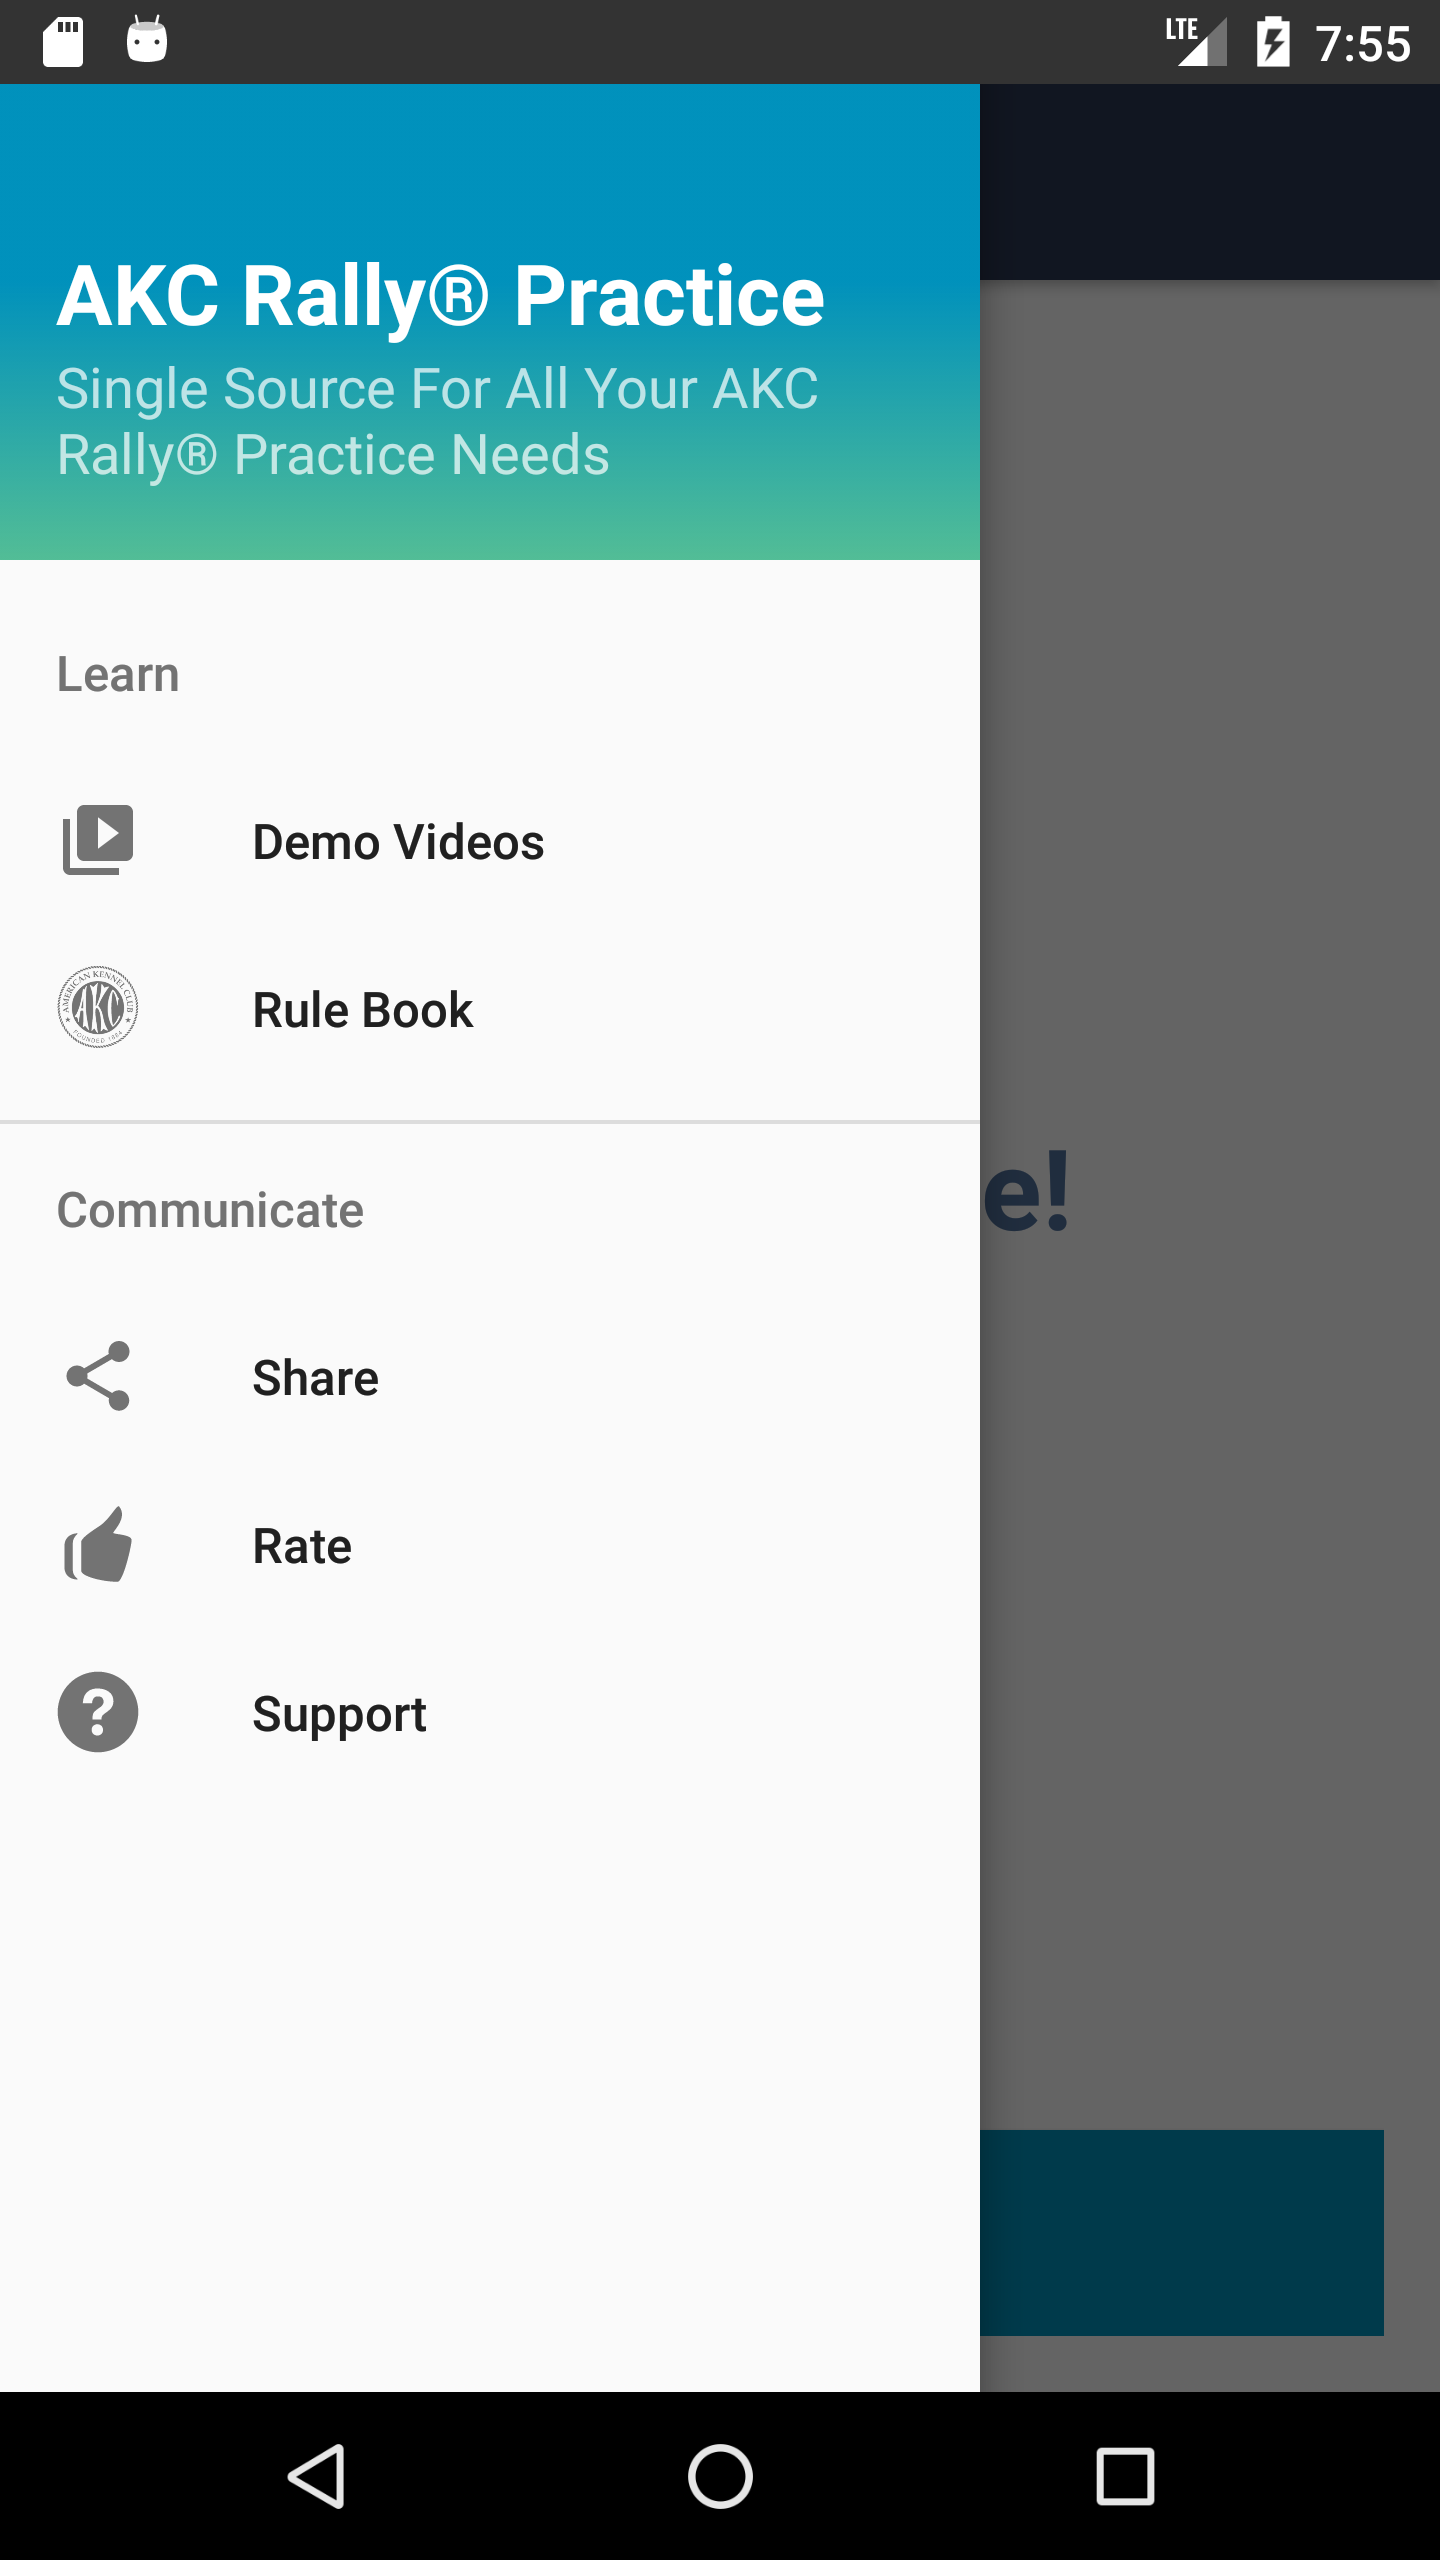 LTE 7:55
AKC Rally® Practice
Single Source For All Your AKC
Rally® Practice Needs
Learn
Demo Videos
AMERICAN KENNEL CLUB
AKC
FOUNDED 1884
Rule Book
e!
Communicate
Share
Rate
Support